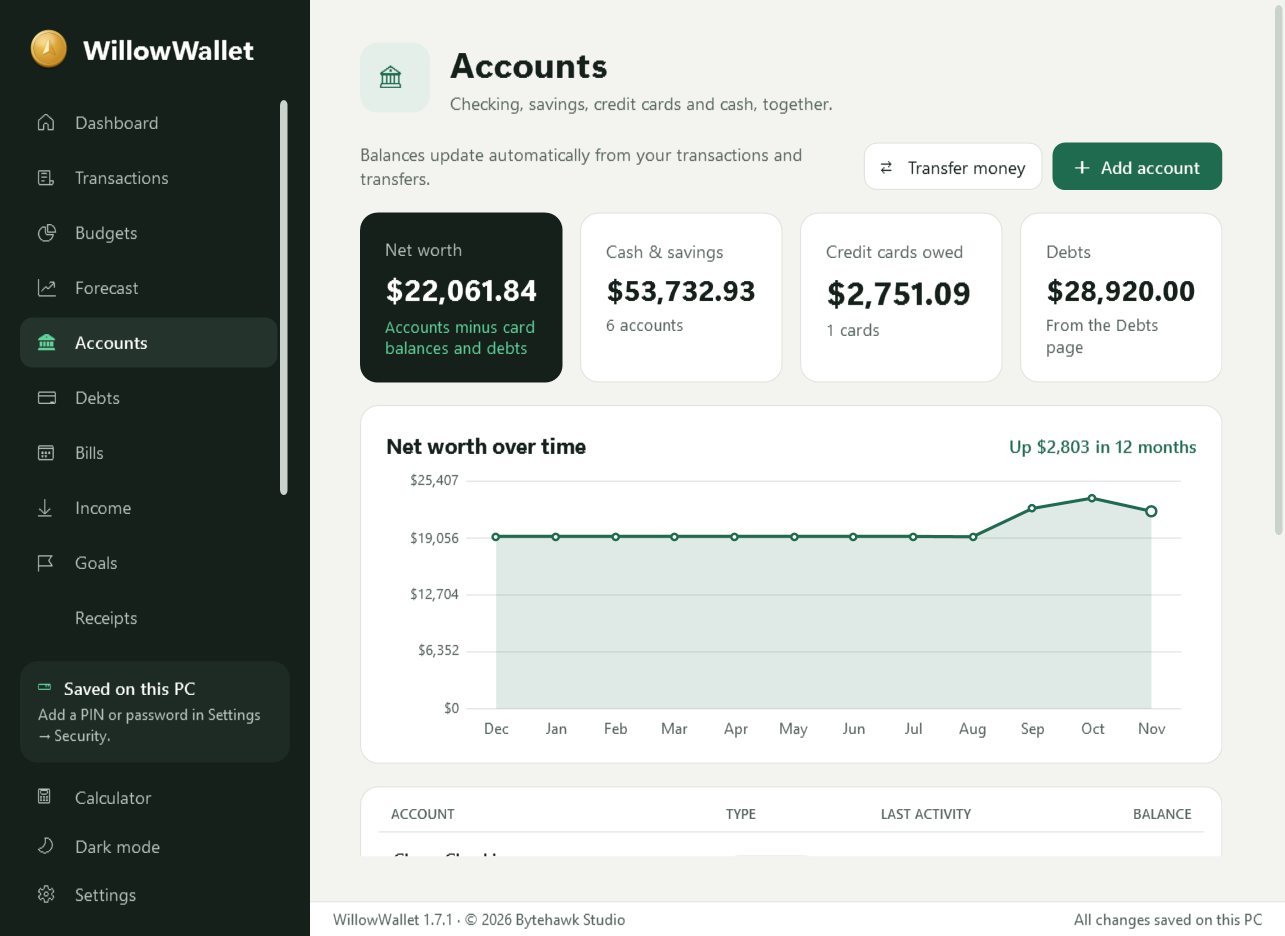 WillowWallet
Dashboard
Transactions
Budgets
Forecast
Accounts
Debts
Bills
Income
Goals
Receipts
Saved on this PC
Add a PIN or password in Settings
→ Security.
Calculator
Dark mode
Settings
Accounts
Checking, savings, credit cards and cash, together.
Balances update automatically from your transactions and
transfers.
Transfer money
+ Add account
Net worth
$22,061.84
Accounts minus card
balances and debts
Cash & savings
$53,732.93
6 accounts
Credit cards owed
$2,751.09
1 cards
Debts
$28,920.00
From the Debts
page
Net worth over time
Up $2,803 in 12 months
$25,407
$19,056
$12,704
$6,352
$0
Dec Jan Feb Mar Apr May Jun Jul Aug Sep Oct Nov
ACCOUNT TYPE LAST ACTIVITY BALANCE
WillowWallet 1.7.1 · © 2026 Bytehawk Studio
All changes saved on this PC